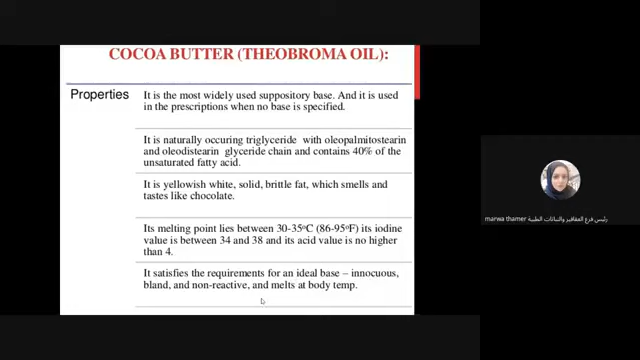 COCOA BUTTER (THEOBROMA OIL):
Properties
It is the most widely used suppository base. And it is used
in the prescriptions when no base is specified.
It is naturally occuring triglyceride with oleopalmitostearin
and oleodistearin glyceride chain and contains 40% of the
unsaturated fatty acid.
It is yellowish white, solid, brittle fat, which smells and
tastes like chocolate.
Its melting point lies between 30-35°C (86-95°F) its iodine
value is between 34 and 38 and its acid value is no higher
than 4.
It satisfies the requirements for an ideal base – innocuous,
bland, and non-reactive, and melts at body temp.
marwa thamer رئيس فرع العقاقير والنباتات الطبية